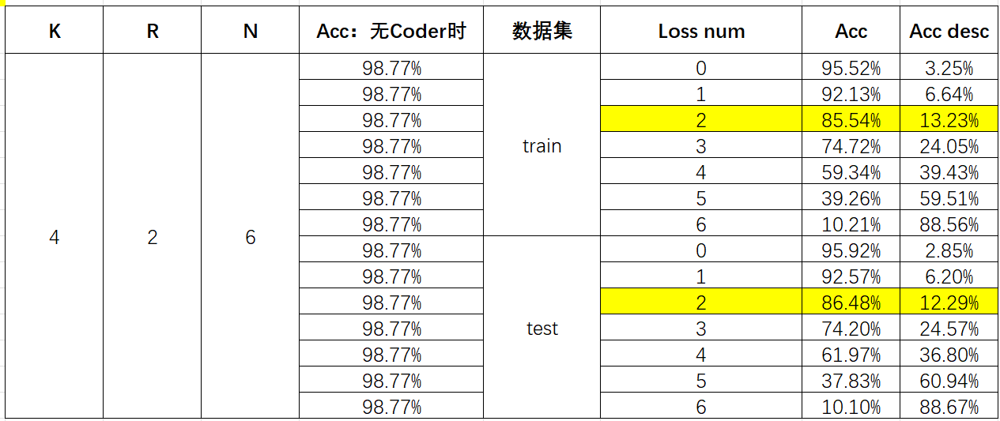 K R N Acc：无Coder时 数据集 Loss num Acc Acc desc
98.77% 0 95.52% 3.25%
98.77% 1 92.13% 6.64%
98.77% 2 85.54% 13.23%
98.77% train 3 74.72% 24.05%
98.77% 4 59.34% 39.43%
98.77% 5 39.26% 59.51%
98.77% 6 10.21% 88.56%
4 2 6
98.77% 0 95.92% 2.85%
98.77% 1 92.57% 6.20%
98.77% 2 86.48% 12.29%
98.77% test 3 74.20% 24.57%
98.77% 4 61.97% 36.80%
98.77% 5 37.83% 60.94%
98.77% 6 10.10% 88.67%